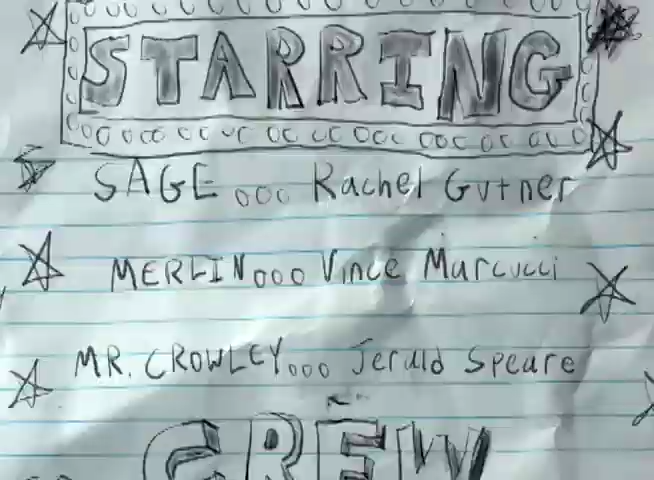 STARRING
SAGE ... Rachel Gutner
MERLIN... Vince Marcucci
MR. CROWLEY... Jerald Speare
CREW